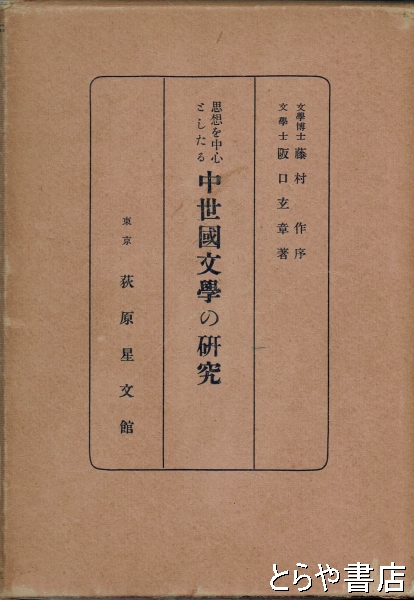 文學博士 藤村 作序
文學士 阪口玄章著
思想を中心
としたる
中世國文學の研究
東京 荻原星文館
とらや書店